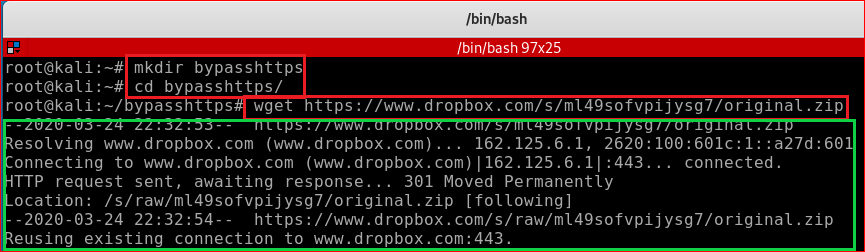 /bin/bash
/bin/bash 97x25
root@kali:~# mkdir bypasshttps
root@kali:~# cd bypasshttps/
root@kali:~/bypasshttps# wget https://www.dropbox.com/s/ml49sofvpijysg7/original.zip
--2020-03-24 22:32:53--  https://www.dropbox.com/s/ml49sofvpijysg7/original.zip
Resolving www.dropbox.com (www.dropbox.com)... 162.125.6.1, 2620:100:601c:1::a27d:601
Connecting to www.dropbox.com (www.dropbox.com)|162.125.6.1|:443... connected.
HTTP request sent, awaiting response... 301 Moved Permanently
Location: /s/raw/ml49sofvpijysg7/original.zip [following]
--2020-03-24 22:32:54--  https://www.dropbox.com/s/raw/ml49sofvpijysg7/original.zip
Reusing existing connection to www.dropbox.com:443.